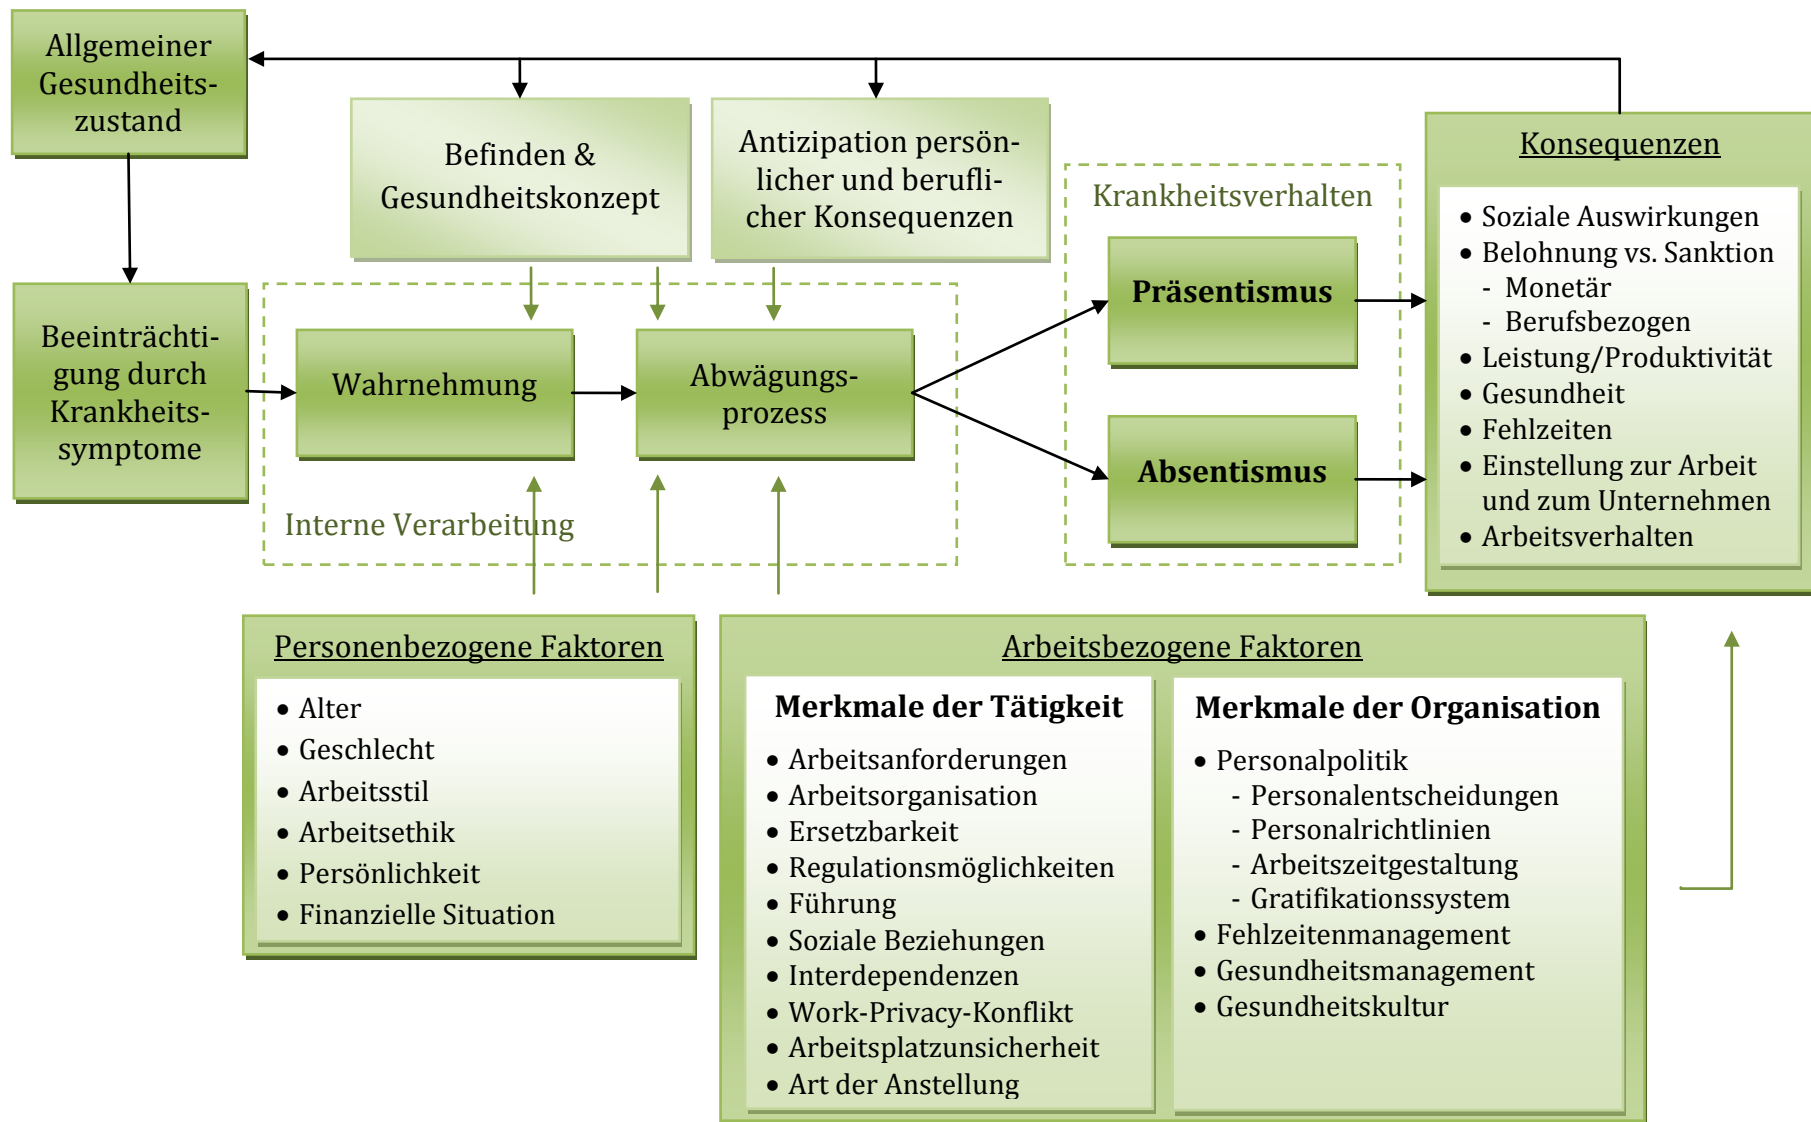 Allgemeiner
Gesundheits-
zustand
Befinden &
Gesundheitskonzept
Antizipation persön-
licher und berufli-
cher Konsequenzen
Beeinträchti-
gung durch
Krankheits-
symptome
Wahrnehmung
Abwägungs-
prozess
Interne Verarbeitung
Krankheitsverhalten
Präsentismus
Absentismus
Konsequenzen
• Soziale Auswirkungen
• Belohnung vs. Sanktion
- Monetär
- Berufsbezogen
• Leistung/Produktivität
• Gesundheit
• Fehlzeiten
• Einstellung zur Arbeit
und zum Unternehmen
• Arbeitsverhalten
Personenbezogene Faktoren
• Alter
• Geschlecht
• Arbeitsstil
• Arbeitsethik
• Persönlichkeit
• Finanzielle Situation
Arbeitsbezogene Faktoren
Merkmale der Tätigkeit
• Arbeitsanforderungen
• Arbeitsorganisation
• Ersetzbarkeit
• Regulationsmöglichkeiten
• Führung
• Soziale Beziehungen
• Interdependenzen
• Work-Privacy-Konflikt
• Arbeitsplatzunsicherheit
• Art der Anstellung
Merkmale der Organisation
• Personalpolitik
- Personalentscheidungen
- Personalrichtlinien
- Arbeitszeitgestaltung
- Gratifikationssystem
• Fehlzeitenmanagement
• Gesundheitsmanagement
• Gesundheitskultur